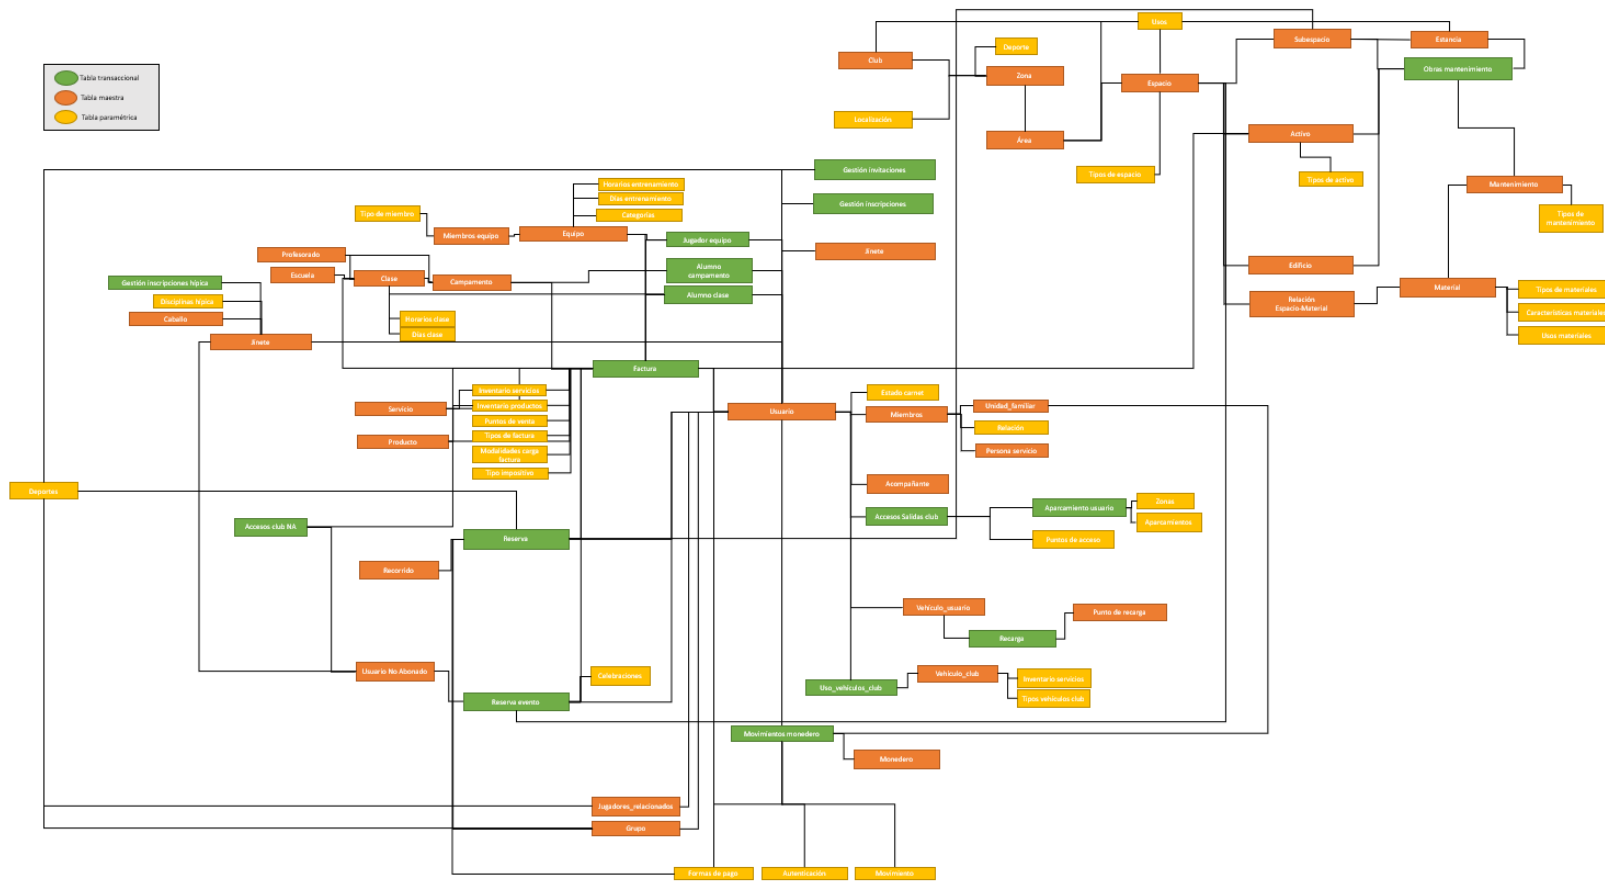 Tabla transaccional
Tabla maestra
Tabla paramétrica
Usos
Deporte
Club
Zona
Espacio
Subespacio
Estancia
Obras mantenimiento
Localización
Área
Activo
Tipos de espacio
Tipos de activo
Mantenimiento
Tipos de
mantenimiento
Edificio
Relación
Espacio-Material
Material
Tipos de materiales
Características materiales
Usos materiales
Gestión invitaciones
Gestión inscripciones
Jinete
Horarios entrenamiento
Días entrenamiento
Categorías
Tipo de miembro
Miembros equipo
Equipo
Jugador equipo
Profesorado
Escuela
Clase
Campamento
Alumno
campamento
Alumno clase
Gestión inscripciones hípica
Disciplinas hípica
Caballo
Jinete
Horarios clase
Días clase
Factura
Inventario servicios
Servicio
Inventario productos
Puntos de venta
Producto
Tipos de factura
Modalidades carga
factura
Tipo impositivo
Usuario
Estado carnet
Miembros
Unidad_familiar
Relación
Persona servicio
Acompañante
Accesos Salidas club
Aparcamiento usuario
Zonas
Aparcamientos
Puntos de acceso
Deportes
Accesos club NA
Reserva
Recorrido
Vehículo_usuario
Punto de recarga
Recarga
Usuario No Abonado
Celebraciones
Reserva evento
Uso_vehículos_club
Vehículo_club
Inventario servicios
Tipos vehículos club
Movimientos monedero
Monedero
Jugadores_relacionados
Grupo
Formas de pago
Autenticación
Movimiento